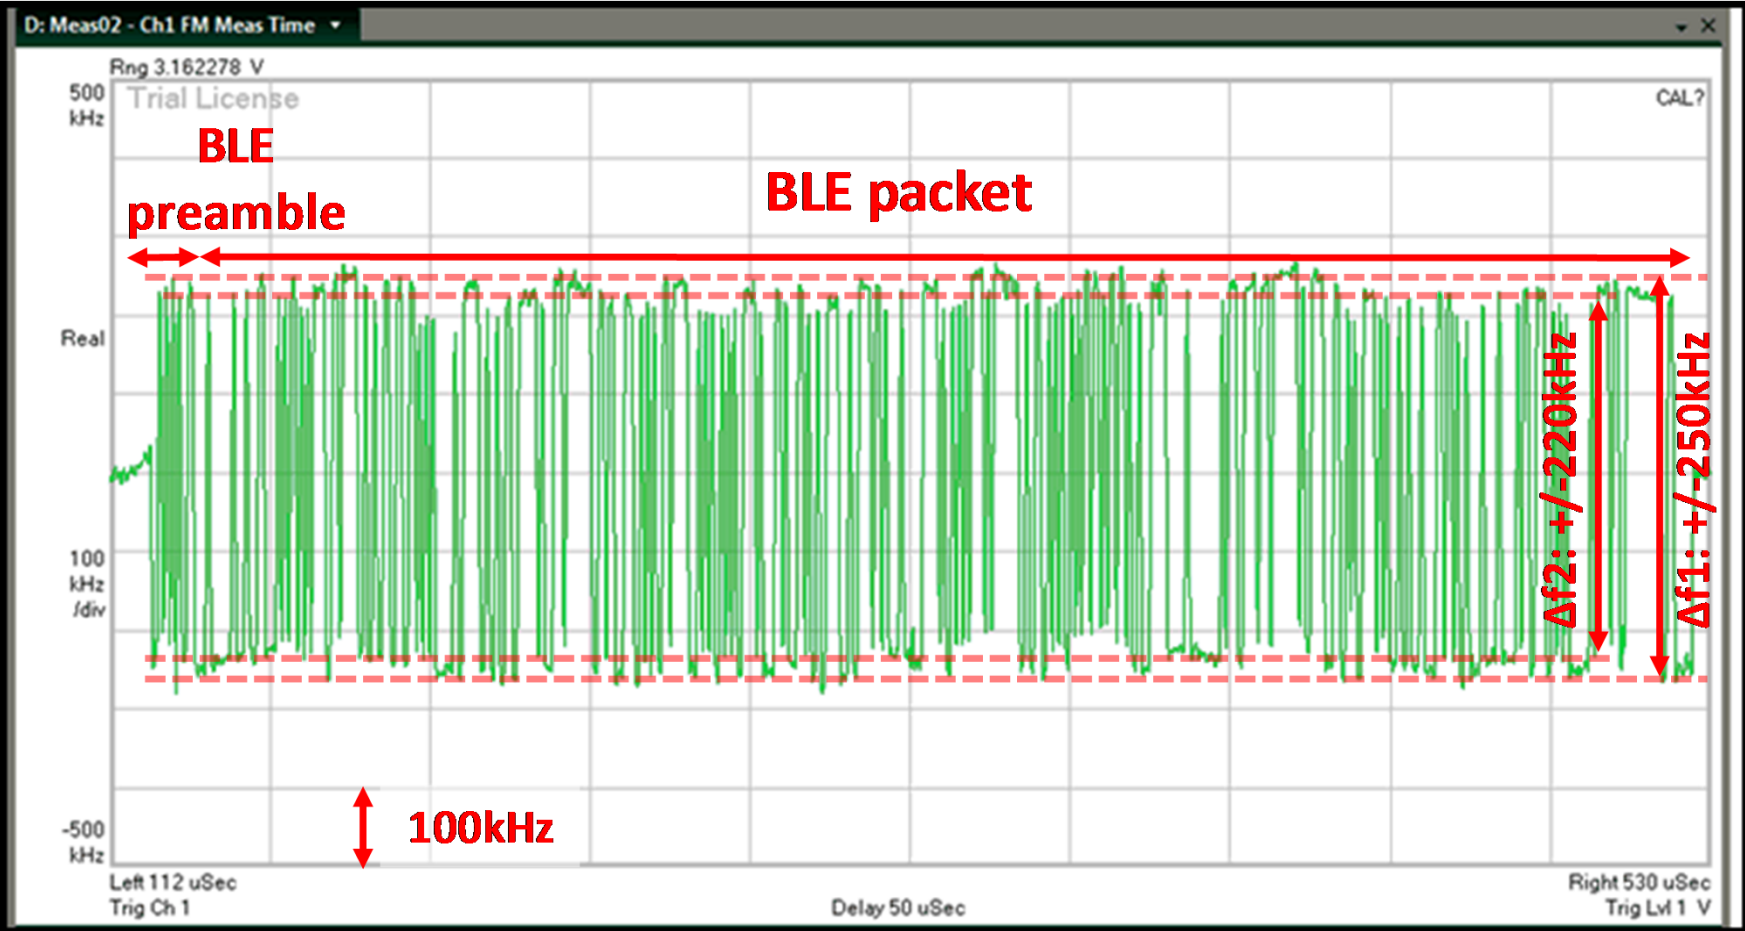 D: Meas02 - Ch1 FM Meas Time
Rng 3.162278 V
500
kHz
Trial License
CAL?
BLE
preamble
BLE packet
Real
Δf2: +/-220kHz
Δf1: +/-250kHz
100
kHz
/div
100kHz
-500
kHz
Left 112 uSec
Right 530 uSec
Trig Ch 1
Delay 50 uSec
Trig Lvl 1 V